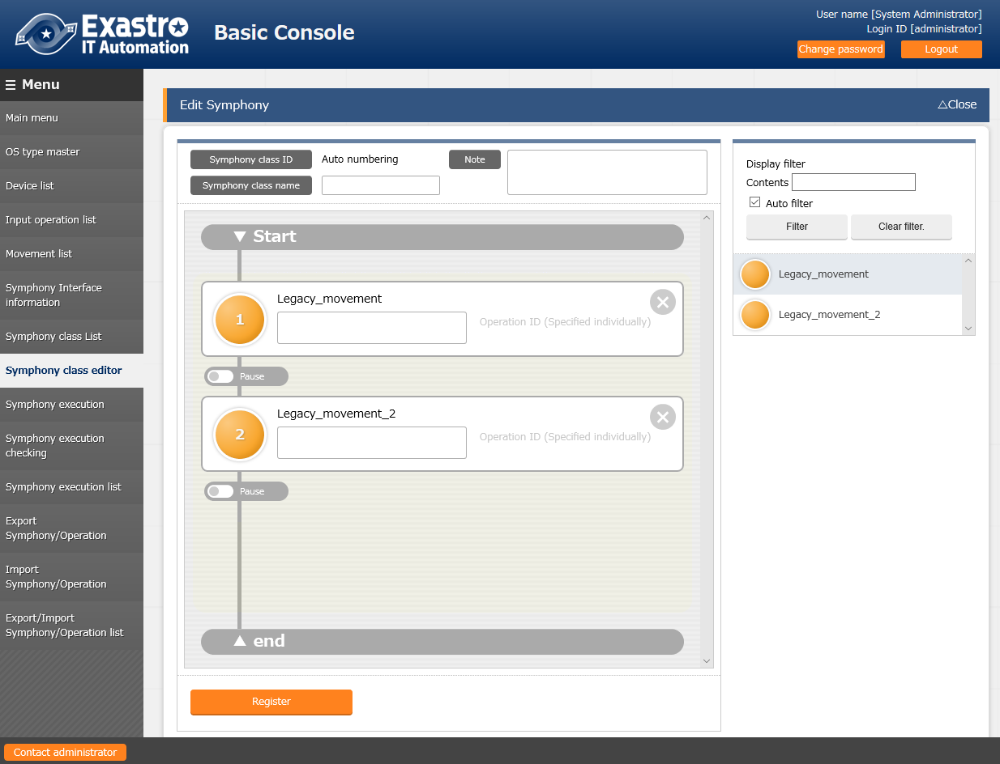 Exastro
IT Automation
Basic Console
User name [System Administrator]
Login ID [administrator]
Change password
Logout
Menu
Main menu
OS type master
Device list
Input operation list
Movement list
Symphony Interface
information
Symphony class List
Symphony class editor
Symphony execution
Symphony execution
checking
Symphony execution list
Export
Symphony/Operation
Import
Symphony/Operation
Export/Import
Symphony/Operation list
Edit Symphony
△Close
Symphony class ID
Auto numbering
Note
Symphony class name
▼ Start
1
Legacy_movement
Operation ID (Specified individually)
Pause
2
Legacy_movement_2
Operation ID (Specified individually)
Pause
▲ end
Register
Display filter
Contents
Auto filter
Filter
Clear filter.
Legacy_movement
Legacy_movement_2
Contact administrator